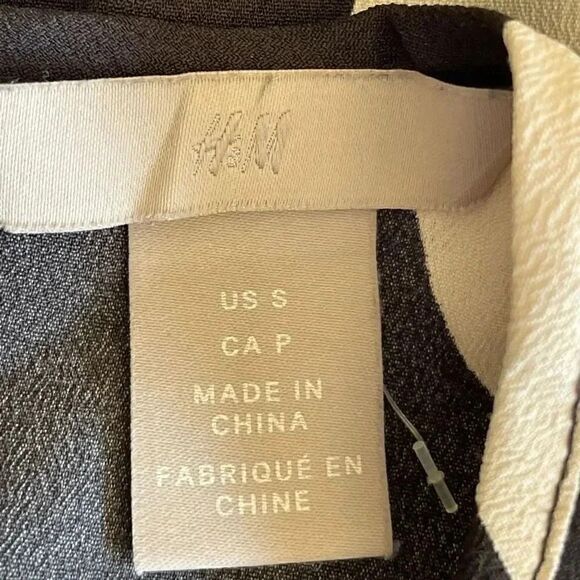 H&M
US S
CA P
MADE IN
CHINA
FABRIQUÉ EN
CHINE